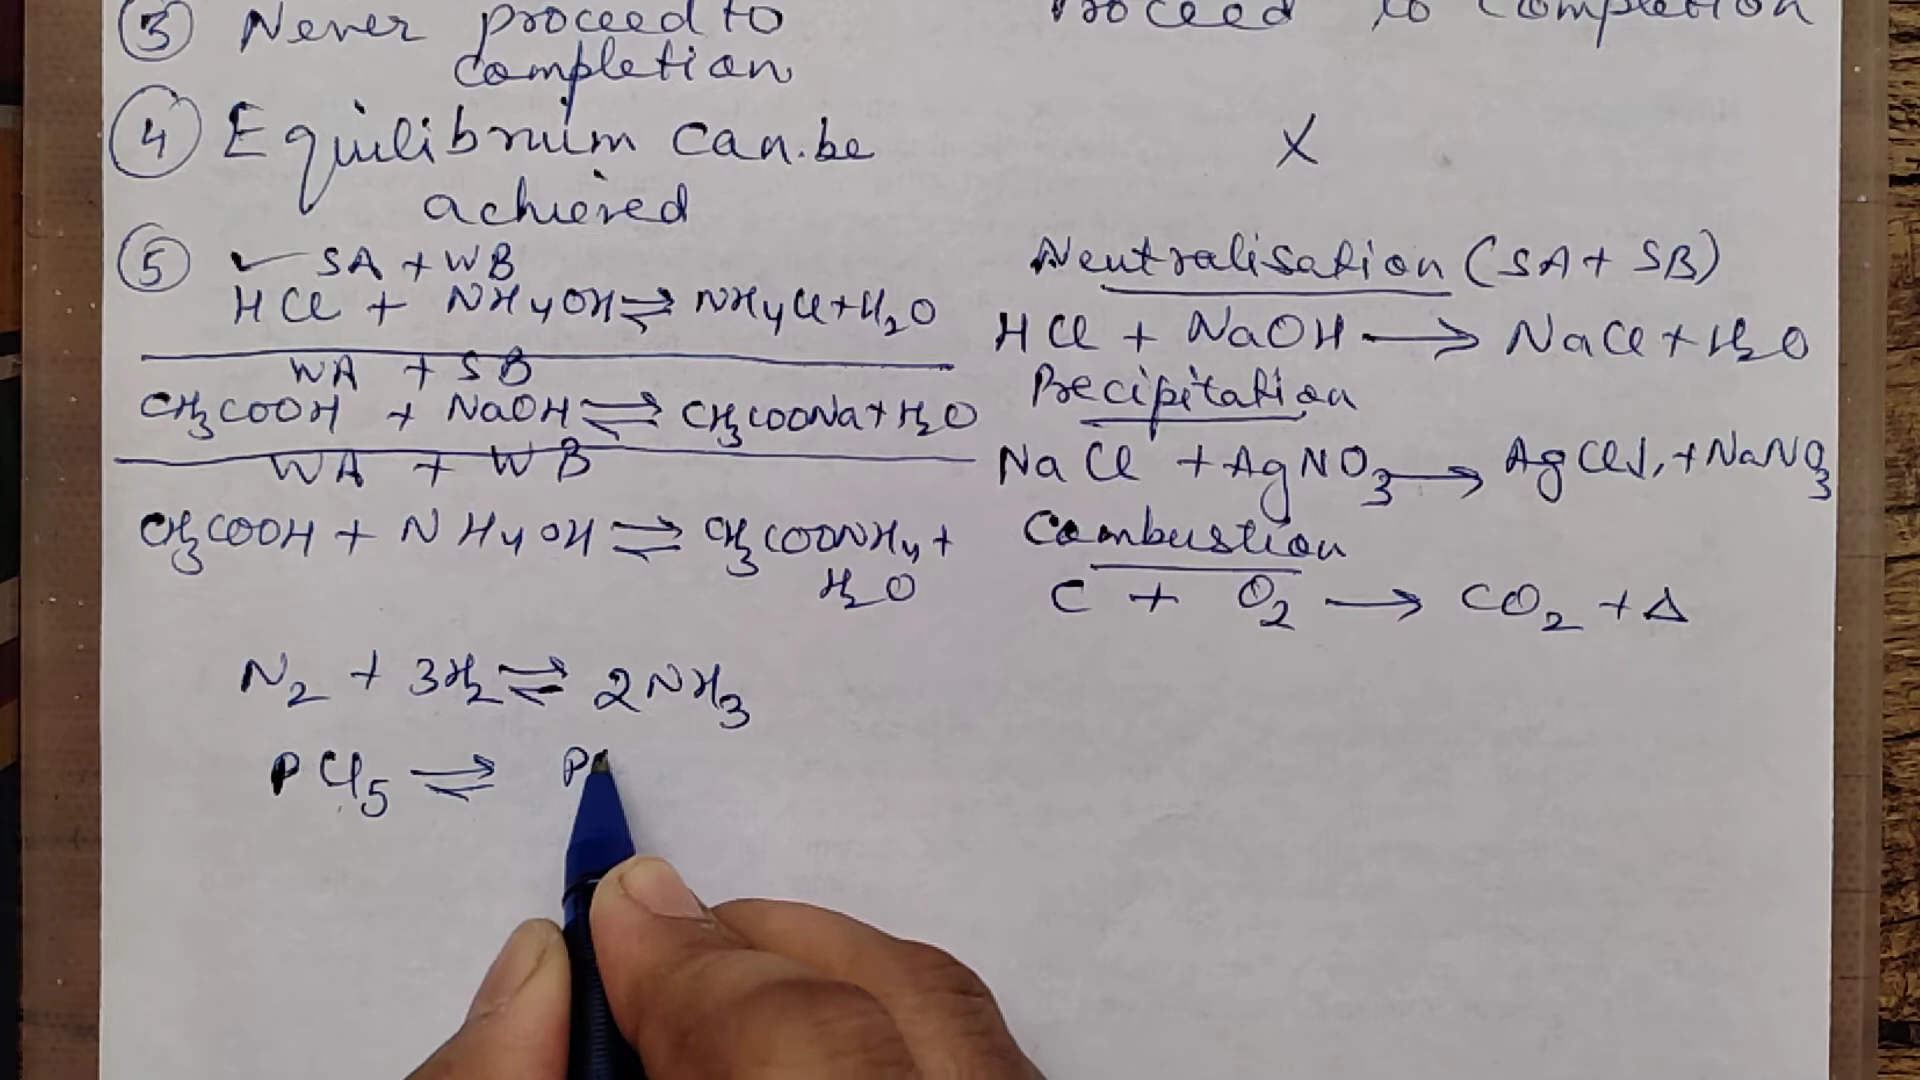 ③ Never proceed to
completion
Proceed to completion
④ Equilibrium can be
achieved
X
⑤ ✓ SA + WB
HCl + NH4OH ⇌ NH4Cl + H2O
WA + SB
CH3COOH + NaOH ⇌ CH3COONa + H2O
WA + WB
CH3COOH + NH4OH ⇌ CH3COONH4 +
H2O
N2 + 3H2 ⇌ 2NH3
PCl5 ⇌ P
Neutralisation (SA + SB)
HCl + NaOH → NaCl + H2O
Precipitation
NaCl + AgNO3 → AgCl↓ + NaNO3
Combustion
C + O2 → CO2 + Δ